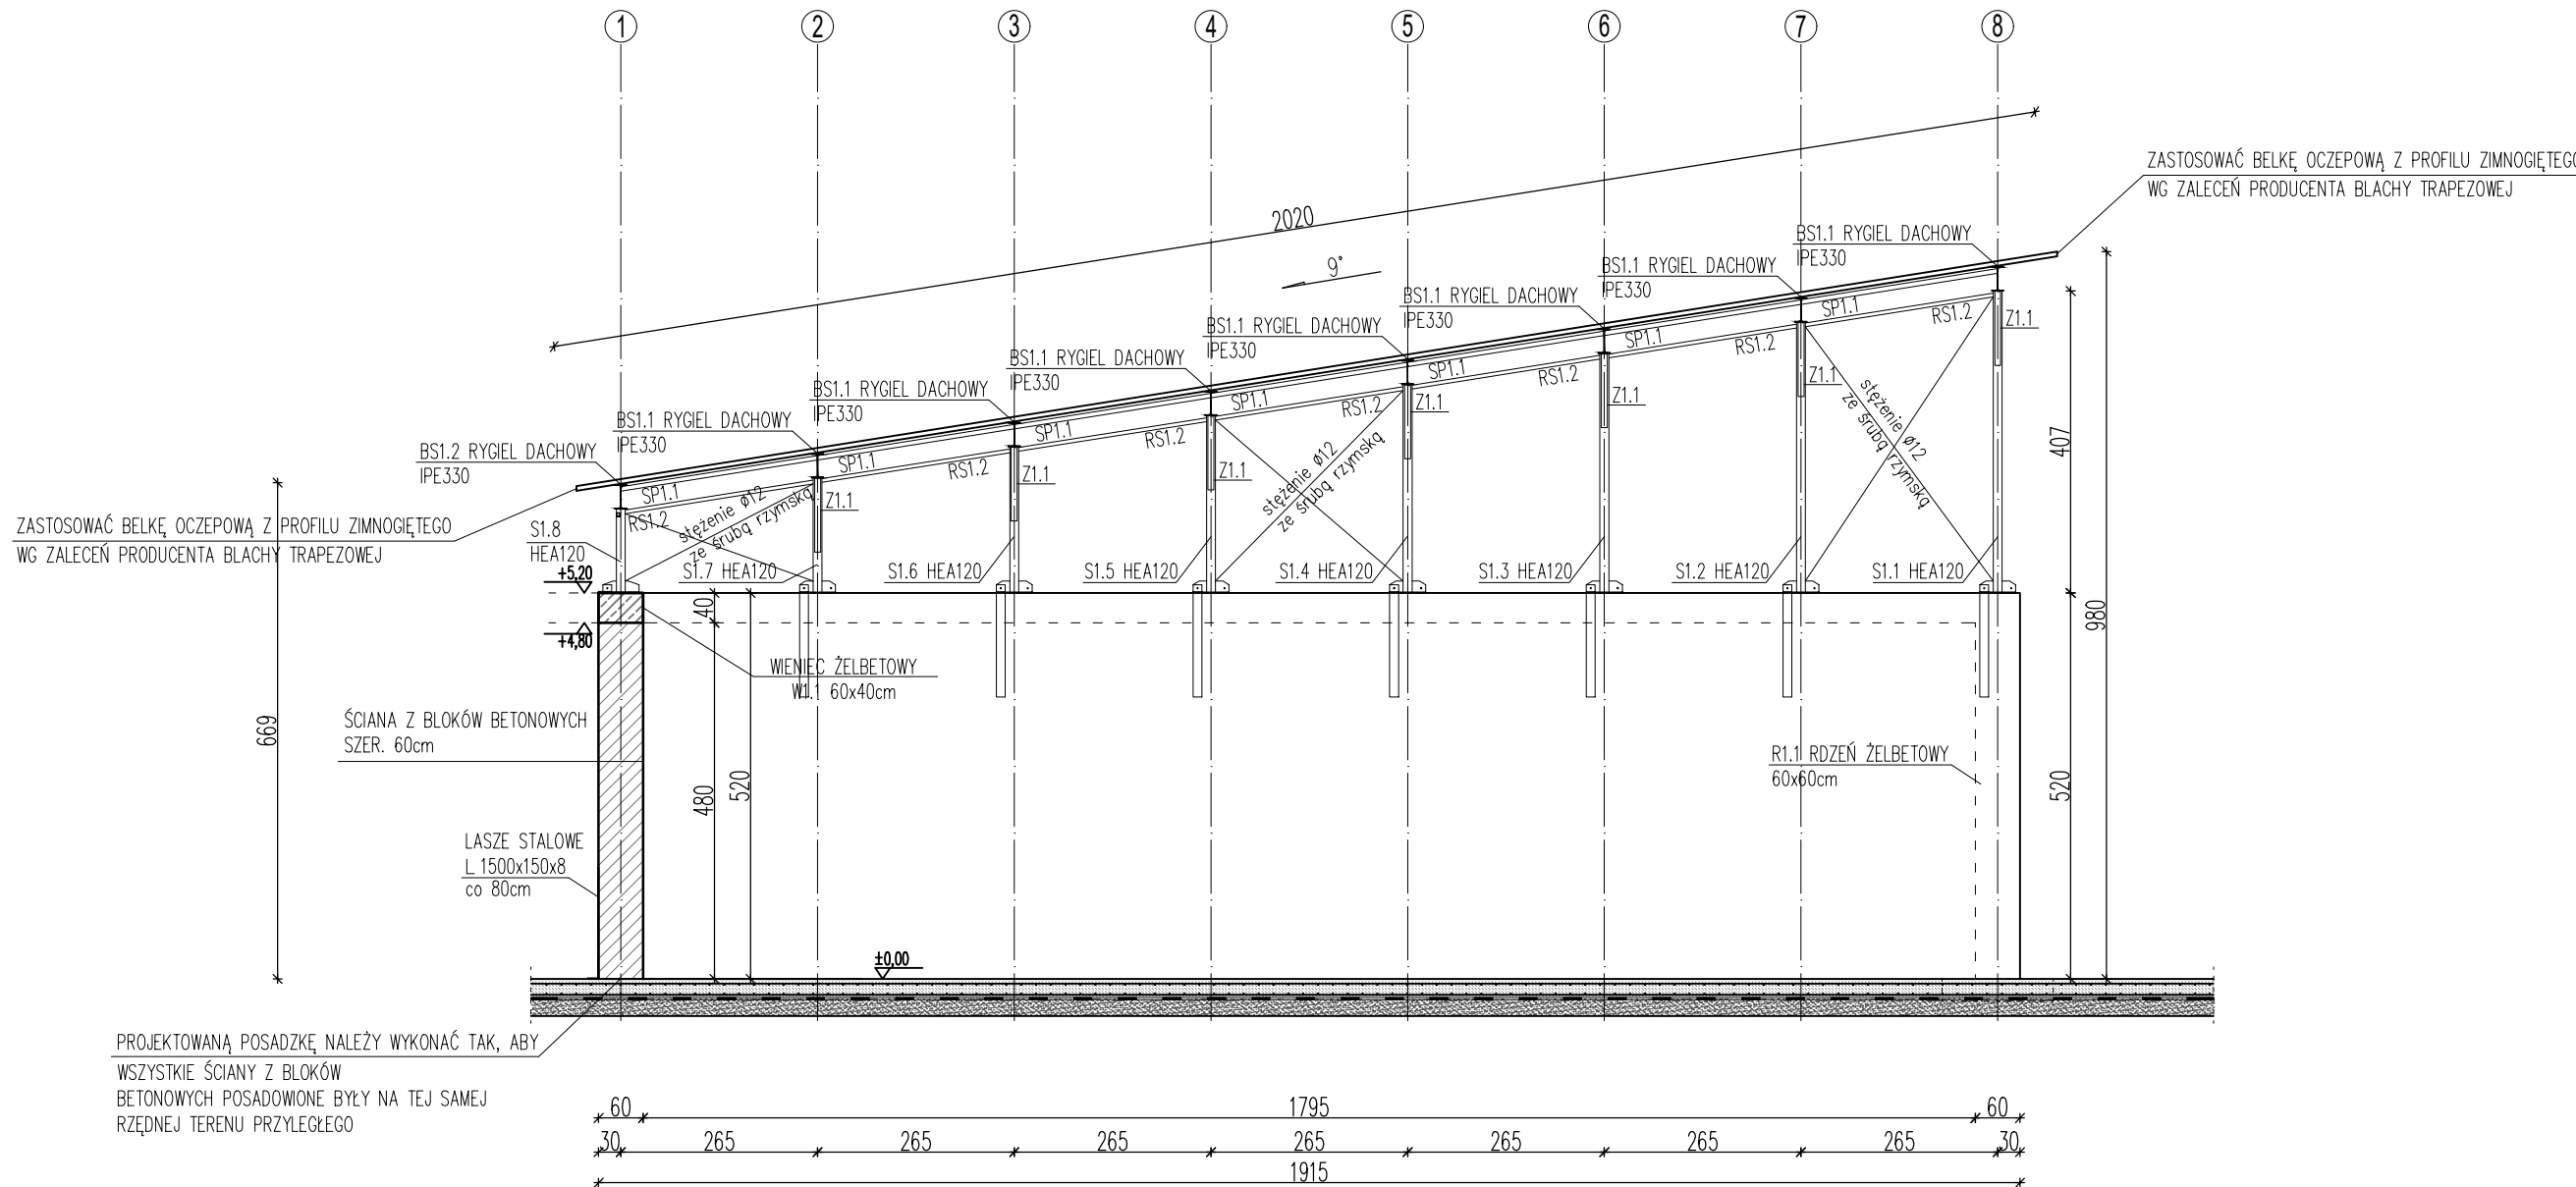 1
2
3
4
5
6
7
8
2020
9°
ZASTOSOWAĆ BELKĘ OCZEPOWĄ Z PROFILU ZIMNOGIĘTEGO
WG ZALECEŃ PRODUCENTA BLACHY TRAPEZOWEJ
BS1.1 RYGIEL DACHOWY
IPE330
BS1.1 RYGIEL DACHOWY
IPE330
BS1.1 RYGIEL DACHOWY
IPE330
BS1.1 RYGIEL DACHOWY
IPE330
BS1.1 RYGIEL DACHOWY
IPE330
BS1.1 RYGIEL DACHOWY
IPE330
BS1.1 RYGIEL DACHOWY
IPE330
BS1.2 RYGIEL DACHOWY
IPE330
SP1.1
SP1.1
SP1.1
SP1.1
SP1.1
SP1.1
SP1.1
RS1.2
RS1.2
RS1.2
RS1.2
RS1.2
RS1.2
RS1.2
Z1.1
Z1.1
Z1.1
Z1.1
Z1.1
Z1.1
Z1.1
stężenie ø12
ze śrubą rzymską
stężenie ø12
ze śrubą rzymską
stężenie ø12
ze śrubą rzymską
ZASTOSOWAĆ BELKĘ OCZEPOWĄ Z PROFILU ZIMNOGIĘTEGO
WG ZALECEŃ PRODUCENTA BLACHY TRAPEZOWEJ
S1.8
HEA120
S1.7 HEA120
S1.6 HEA120
S1.5 HEA120
S1.4 HEA120
S1.3 HEA120
S1.2 HEA120
S1.1 HEA120
+5,20
+4,80
40
480
520
669
407
520
980
WIENIEC ŻELBETOWY
W1.1 60x40cm
ŚCIANA Z BLOKÓW BETONOWYCH
SZER. 60cm
R1.1 RDZEŃ ŻELBETOWY
60x60cm
LASZE STALOWE
L 1500x150x8
co 80cm
±0,00
PROJEKTOWANĄ POSADZKĘ NALEŻY WYKONAĆ TAK, ABY
WSZYSTKIE ŚCIANY Z BLOKÓW
BETONOWYCH POSADOWIONE BYŁY NA TEJ SAMEJ
RZĘDNEJ TERENU PRZYLEGŁEGO
60 1795 60
30 265 265 265 265 265 265 265 30
1915